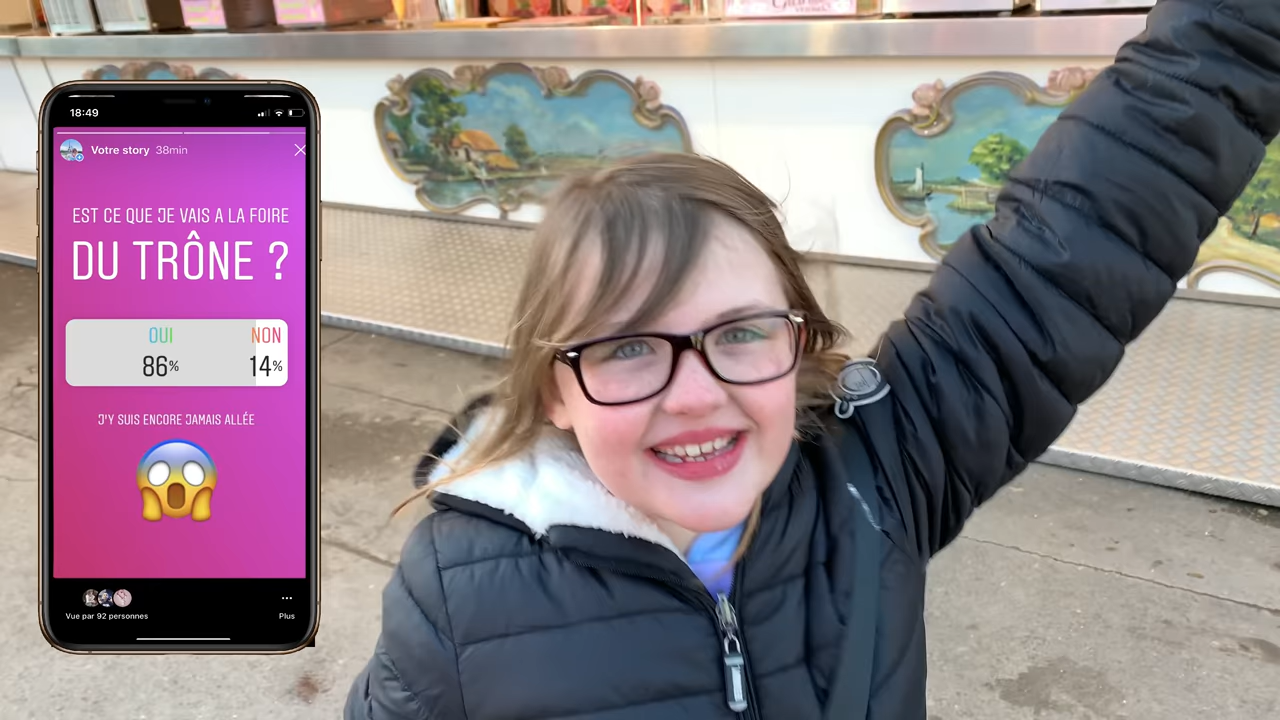 18:49
Votre story 38min
EST CE QUE JE VAIS A LA FOIRE
DU TRÔNE ?
OUI NON
86% 14%
J'Y SUIS ENCORE JAMAIS ALLÉE
Vue par 92 personnes
Plus